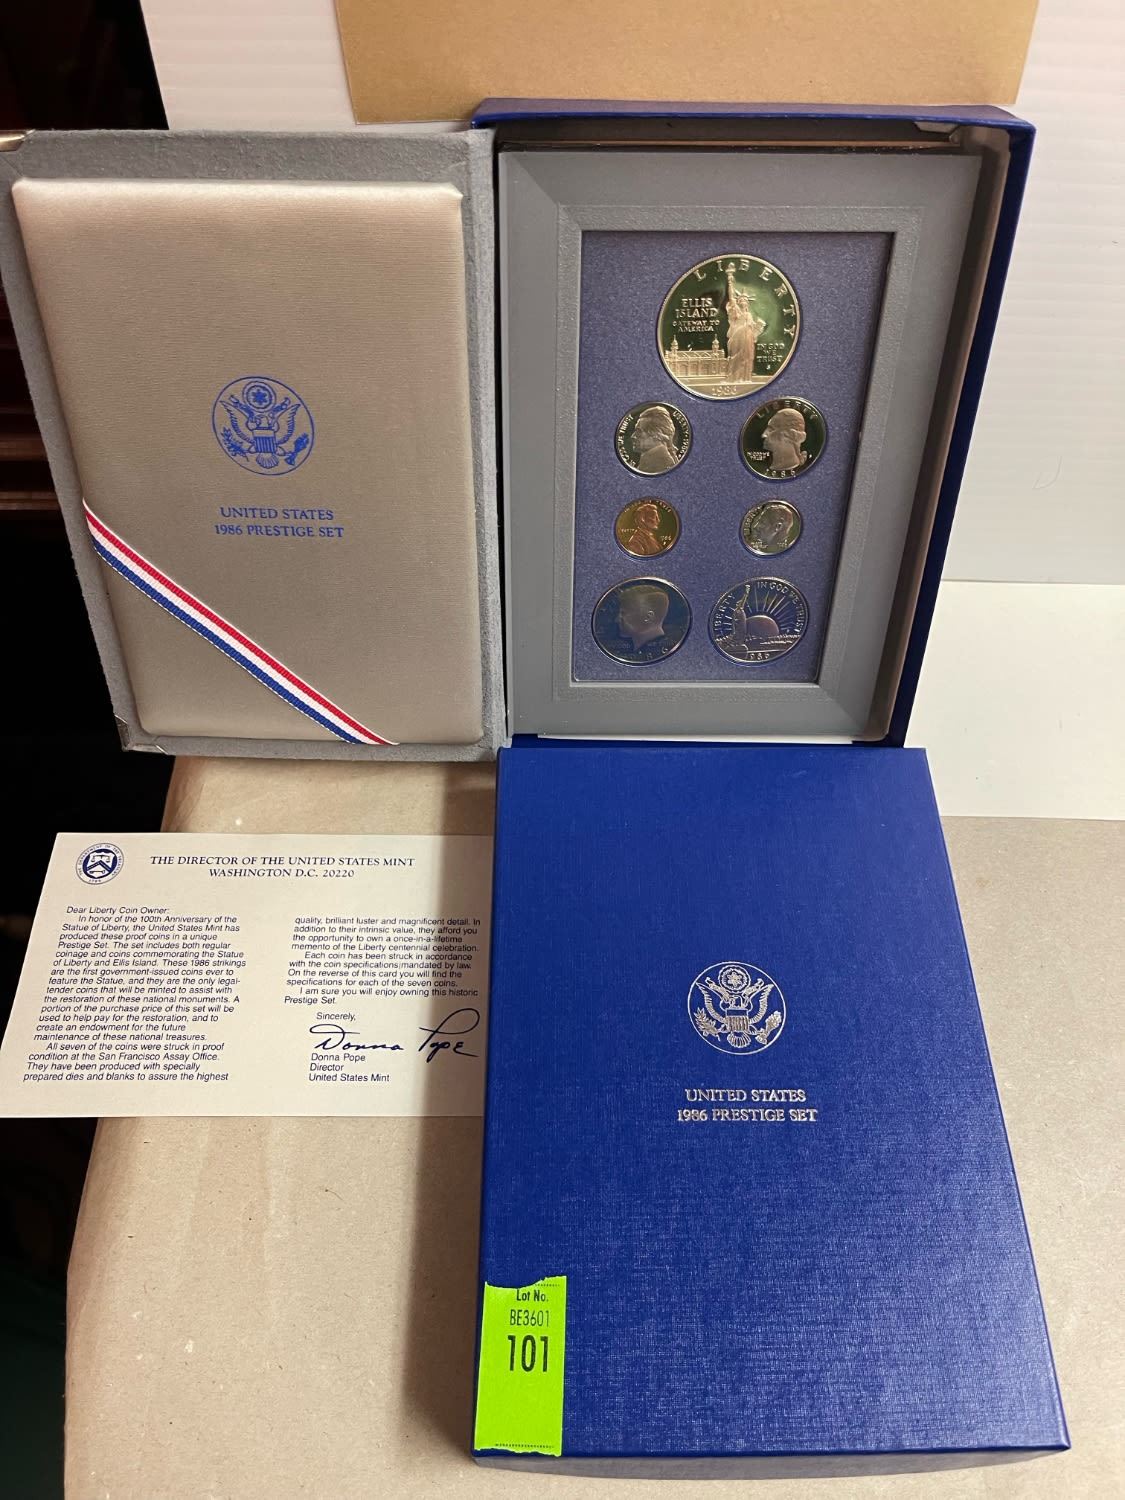 UNITED STATES
1986 PRESTIGE SET
LIBERTY
ELLIS
ISLAND
GATEWAY TO
AMERICA
IN GOD
WE
TRUST
S
1986
LIBERTY
IN GOD WE
TRUST
1986
LIBERTY
1986
LIBERTY
IN GOD WE TRUST
1986
THE DIRECTOR OF THE UNITED STATES MINT
WASHINGTON D.C. 20220
Dear Liberty Coin Owner:
In honor of the 100th Anniversary of the
Statue of Liberty, the United States Mint has
produced these proof coins in a unique
Prestige Set. The set includes both regular
coinage and coins commemorating the Statue
of Liberty and Ellis Island. These 1986 strikings
are the first government-issued coins ever to
feature the Statue, and they are the only legal-
tender coins that will be minted to assist with
the restoration of these national monuments. A
portion of the purchase price of this set will be
used to help pay for the restoration, and to
create an endowment for the future
maintenance of these national treasures.
All seven of the coins were struck in proof
condition at the San Francisco Assay Office.
They have been produced with specially
prepared dies and blanks to assure the highest
quality, brilliant luster and magnificent detail. In
addition to their intrinsic value, they afford you
the opportunity to own a once-in-a-lifetime
memento of the Liberty centennial celebration.
Each coin has been struck in accordance
with the coin specifications mandated by law.
On the reverse of this card you will find the
specifications for each of the seven coins.
I am sure you will enjoy owning this historic
Prestige Set.
Sincerely,
Donna Pope
Donna Pope
Director
United States Mint
UNITED STATES
1986 PRESTIGE SET
Lot No.
BE3601
101